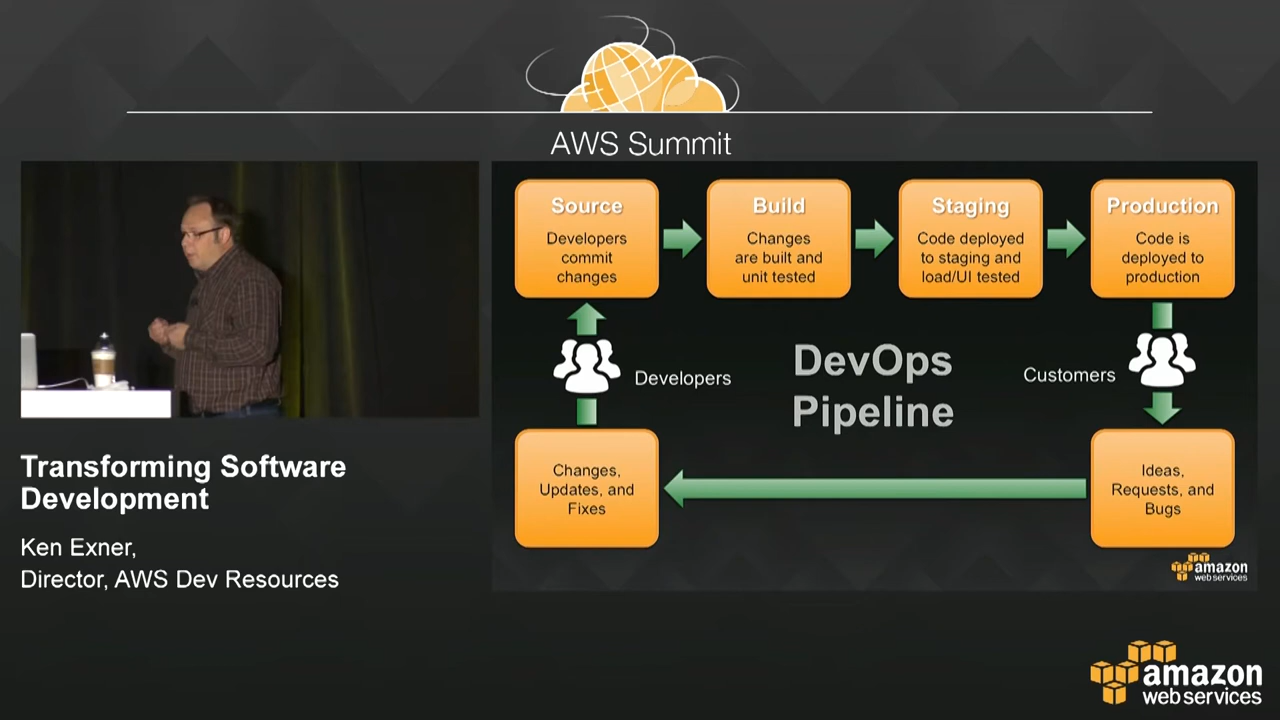 AWS Summit
Source
Developers
commit
changes
Build
Changes
are built and
unit tested
Staging
Code deployed
to staging and
load/UI tested
Production
Code is
deployed to
production
Developers
DevOps
Pipeline
Customers
Changes,
Updates, and
Fixes
Ideas,
Requests, and
Bugs
amazon
web services
Transforming Software
Development
Ken Exner,
Director, AWS Dev Resources
amazon
web services